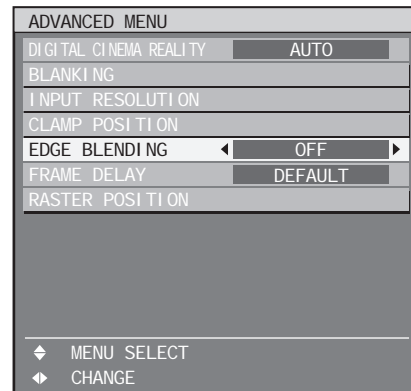 ADVANCED MENU
DIGITAL CINEMA REALITY AUTO
BLANKING
INPUT RESOLUTION
CLAMP POSITION
EDGE BLENDING OFF
FRAME DELAY DEFAULT
RASTER POSITION
MENU SELECT
CHANGE